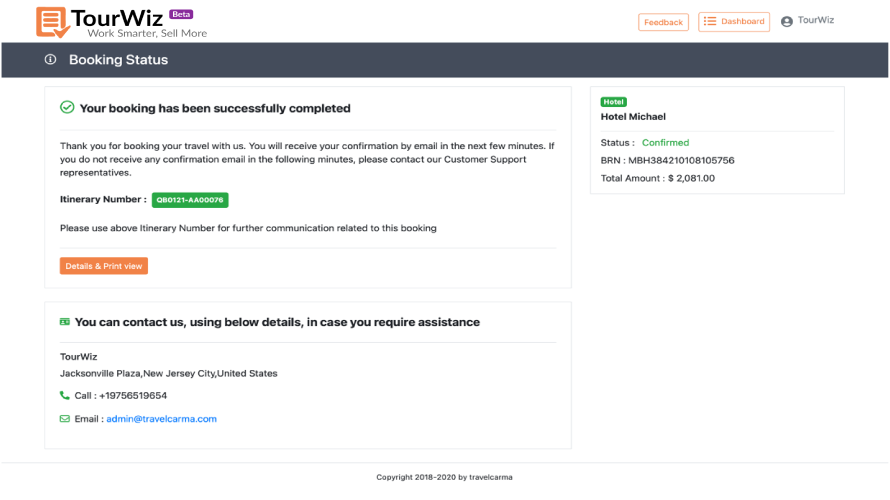 TourWiz Beta
Work Smarter, Sell More
Feedback
Dashboard
TourWiz
Booking Status
Your booking has been successfully completed
Thank you for booking your travel with us. You will receive your confirmation by email in the next few minutes. If
you do not receive any confirmation email in the following minutes, please contact our Customer Support
representatives.
Itinerary Number : QB0121-AA00076
Please use above Itinerary Number for further communication related to this booking
Details & Print view
Hotel
Hotel Michael
Status : Confirmed
BRN : MBH384210108105756
Total Amount : $ 2,081.00
You can contact us, using below details, in case you require assistance
TourWiz
Jacksonville Plaza,New Jersey City,United States
Call : +19756519654
Email : admin@travelcarma.com
Copyright 2018-2020 by travelcarma